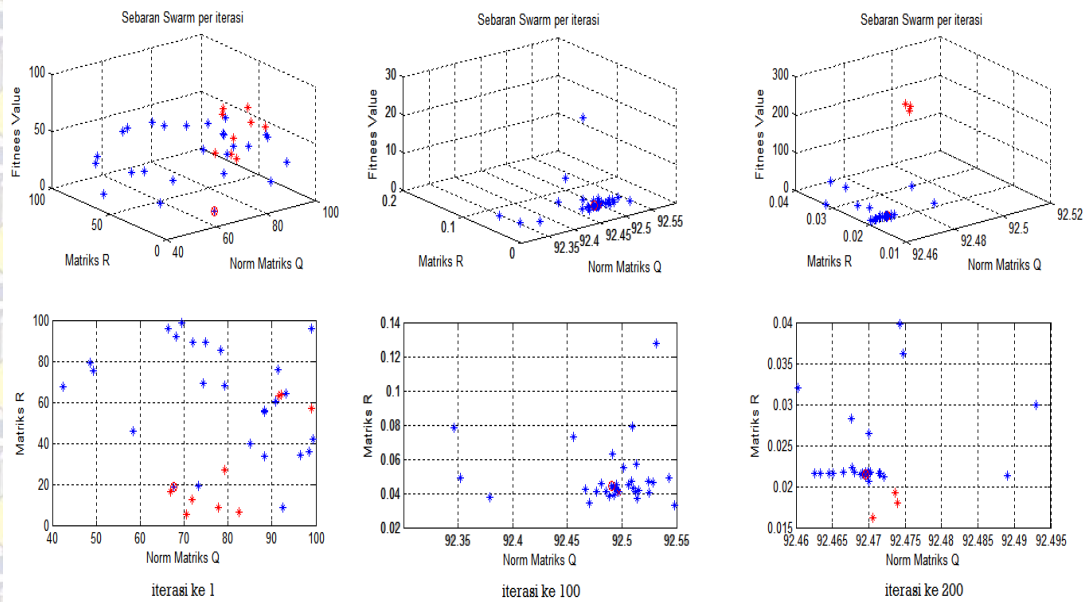 Sebaran Swarm per iterasi
Fitnees Value
100
50
0
100
50
0
40
60
80
100
Matriks R
Norm Matriks Q
Sebaran Swarm per iterasi
Fitnees Value
30
20
10
0
0.2
0.1
0
92.35
92.4
92.45
92.5
92.55
Matriks R
Norm Matriks Q
Sebaran Swarm per iterasi
Fitnees Value
300
200
100
0
0.04
0.03
0.02
0.01
92.46
92.48
92.5
92.52
Matriks R
Norm Matriks Q
Matriks R
100
80
60
40
20
0
40 50 60 70 80 90 100
Norm Matriks Q
iterasi ke 1
Matriks R
0.14
0.12
0.1
0.08
0.06
0.04
0.02
92.35 92.4 92.45 92.5 92.55
Norm Matriks Q
iterasi ke 100
Matriks R
0.04
0.035
0.03
0.025
0.02
0.015
92.46 92.465 92.47 92.475 92.48 92.485 92.49 92.495
Norm Matriks Q
iterasi ke 200